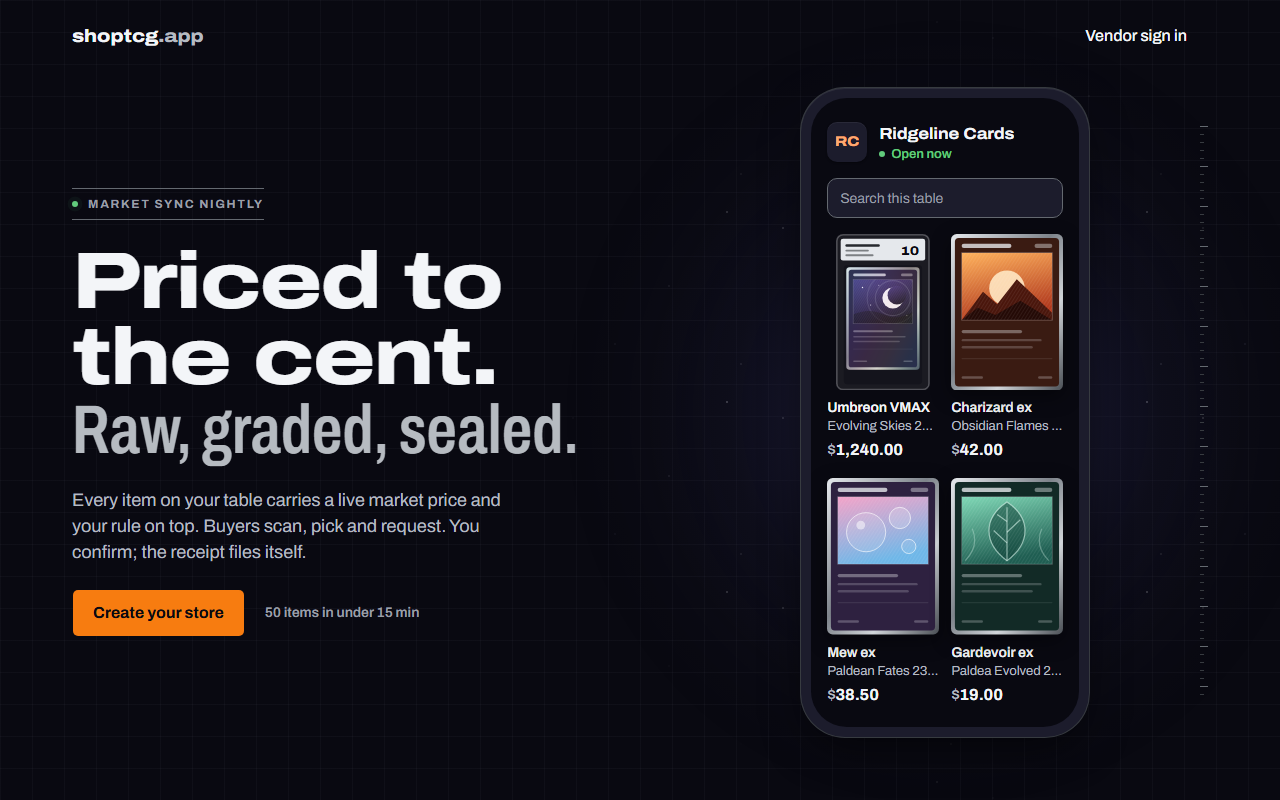 shoptcg.app
Vendor sign in
MARKET SYNC NIGHTLY
Priced to
the cent.
Raw, graded, sealed.
Every item on your table carries a live market price and
your rule on top. Buyers scan, pick and request. You
confirm; the receipt files itself.
Create your store
50 items in under 15 min
RC
Ridgeline Cards
Open now
Search this table
10
Umbreon VMAX
Evolving Skies 2...
$1,240.00
Charizard ex
Obsidian Flames ...
$42.00
Mew ex
Paldean Fates 23...
$38.50
Gardevoir ex
Paldea Evolved 2...
$19.00